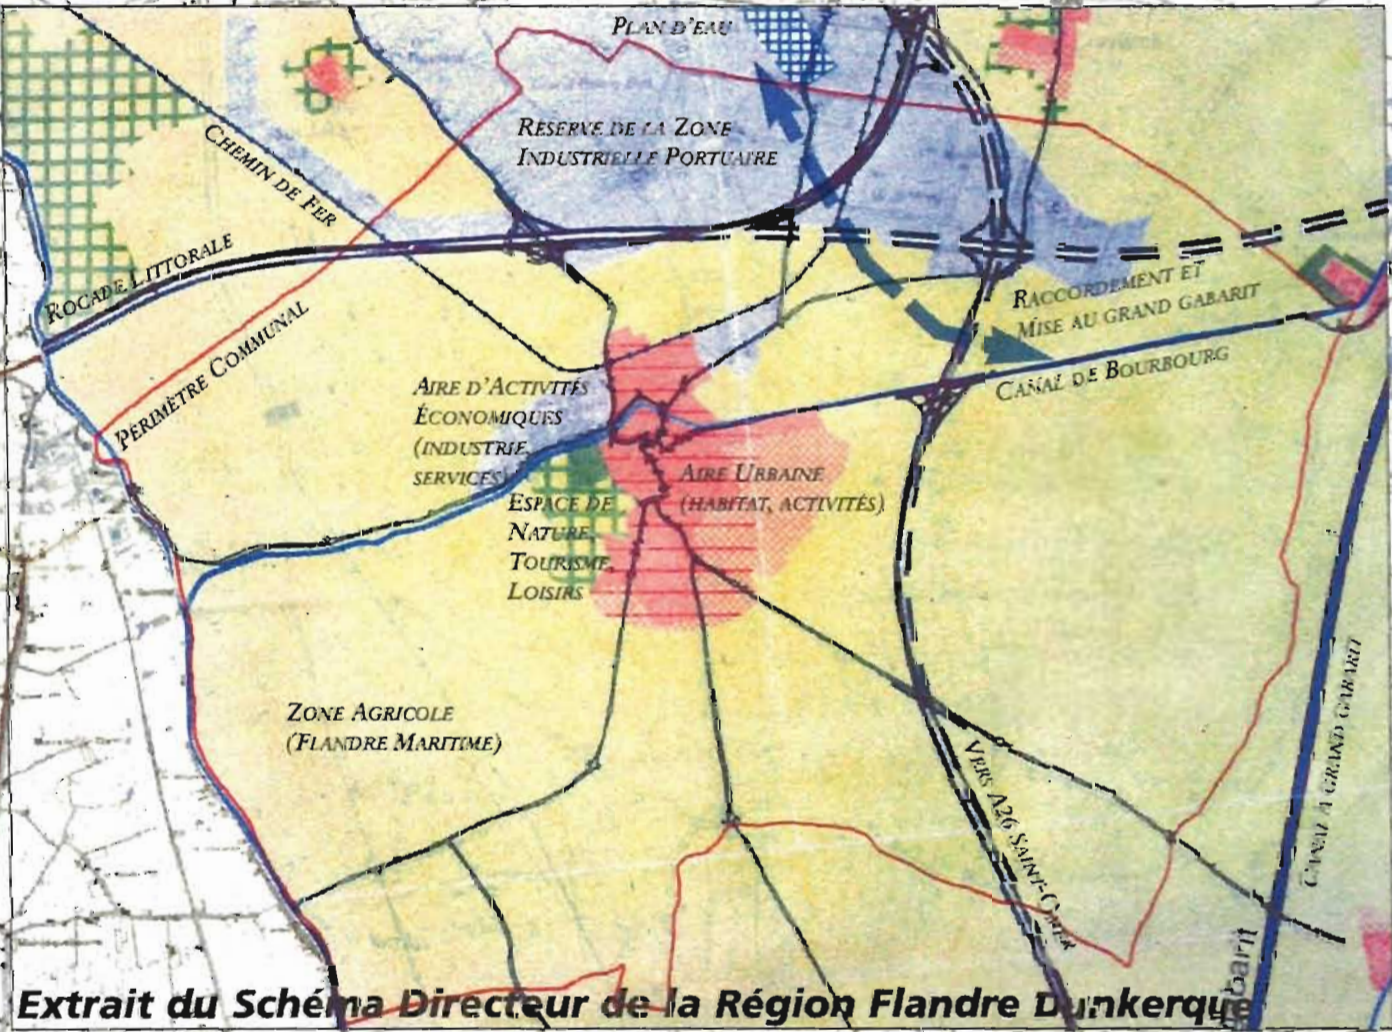 PLAN D'EAU
RÉSERVE DE LA ZONE
INDUSTRIELLE PORTUAIRE
CHEMIN DE FER
ROCADE LITTORALE
PÉRIMÈTRE COMMUNAL
RACCORDEMENT ET
MISE AU GRAND GABARIT
CANAL DE BOURBOURG
AIRE D'ACTIVITÉS
ÉCONOMIQUES
(INDUSTRIE,
SERVICES)
AIRE URBAINE
(HABITAT, ACTIVITÉS)
ESPACE DE
NATURE,
TOURISME,
LOISIRS
ZONE AGRICOLE
(FLANDRE MARITIME)
VERS A26 SAINT-OMER
CANAL A GRAND GABARIT
barit
Extrait du Schéma Directeur de la Région Flandre Dunkerque